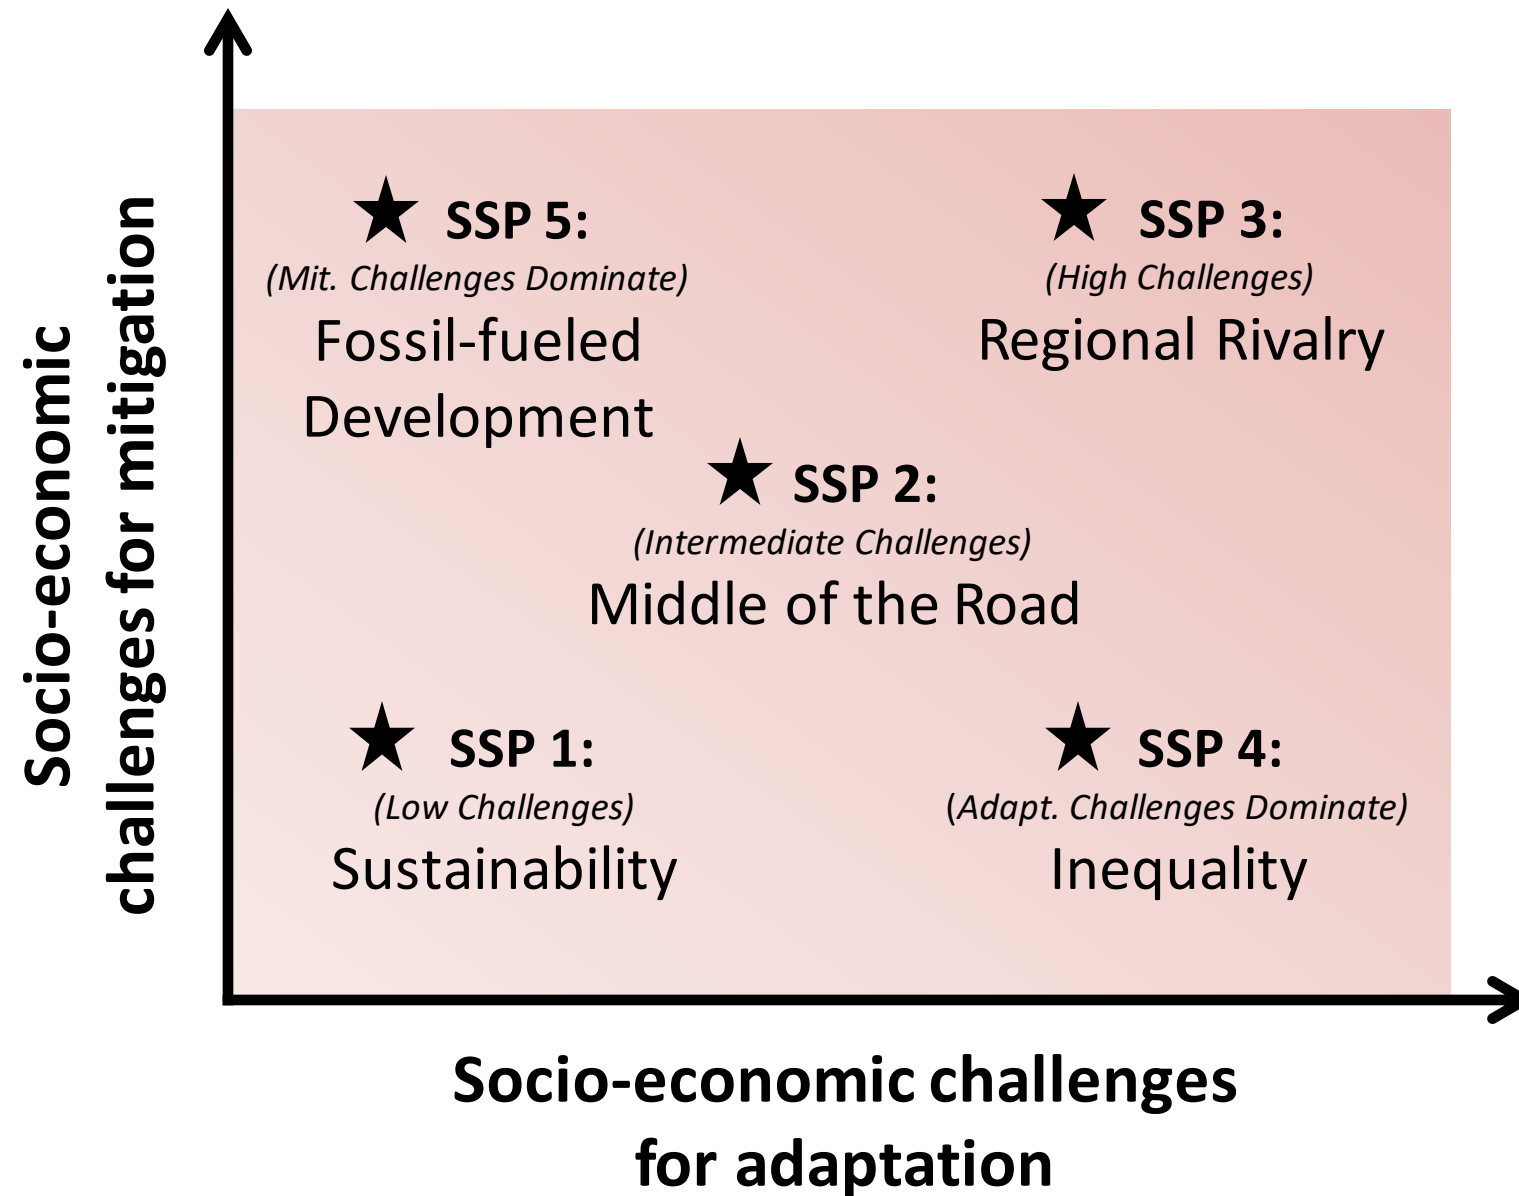 Socio-economic
challenges for mitigation
SSP 5:
(Mit. Challenges Dominate)
Fossil-fueled
Development
SSP 3:
(High Challenges)
Regional Rivalry
SSP 2:
(Intermediate Challenges)
Middle of the Road
SSP 1:
(Low Challenges)
Sustainability
SSP 4:
(Adapt. Challenges Dominate)
Inequality
Socio-economic challenges
for adaptation